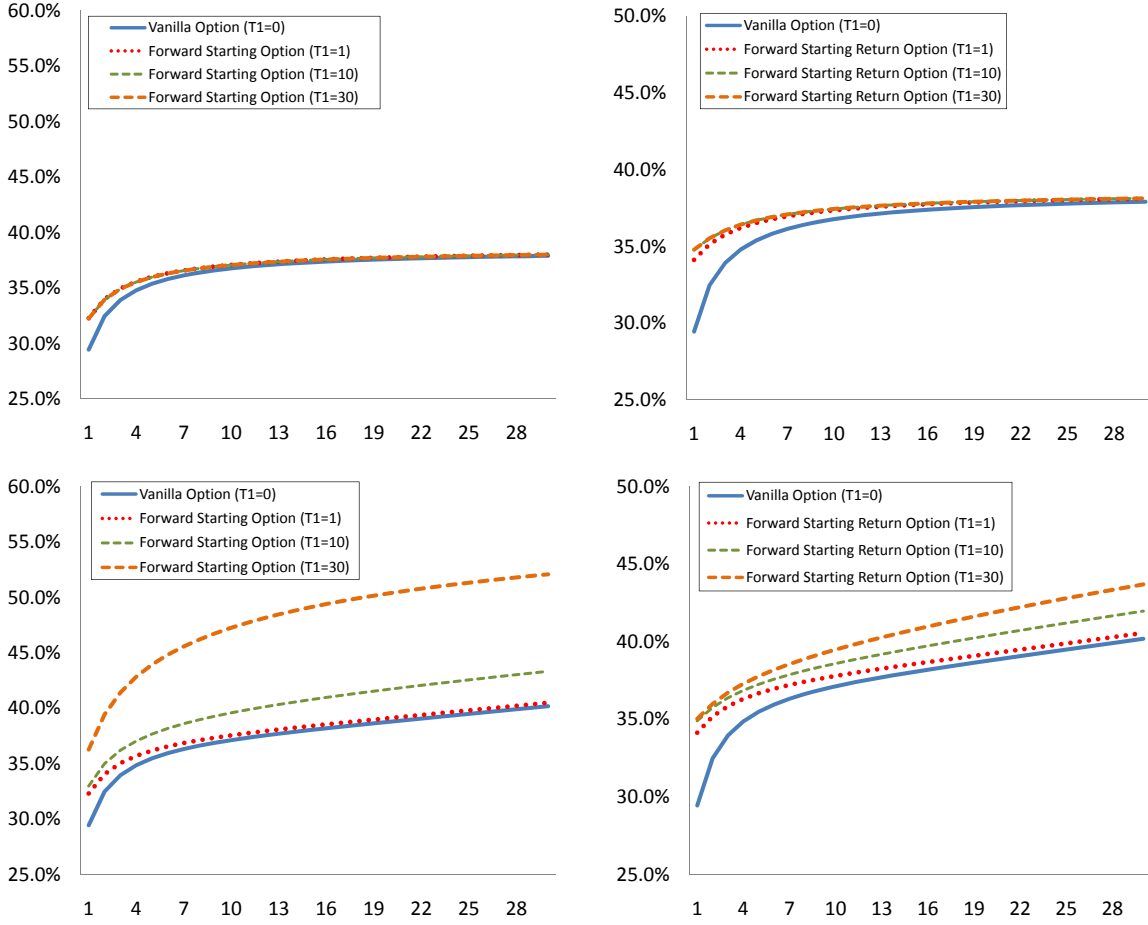 60.0%
55.0%
50.0%
45.0%
40.0%
35.0%
30.0%
25.0%
Vanilla Option (T1=0)
Forward Starting Option (T1=1)
Forward Starting Option (T1=10)
Forward Starting Option (T1=30)
1 4 7 10 13 16 19 22 25 28
50.0%
45.0%
40.0%
35.0%
30.0%
25.0%
Vanilla Option (T1=0)
Forward Starting Return Option (T1=1)
Forward Starting Return Option (T1=10)
Forward Starting Return Option (T1=30)
1 4 7 10 13 16 19 22 25 28
60.0%
55.0%
50.0%
45.0%
40.0%
35.0%
30.0%
25.0%
Vanilla Option (T1=0)
Forward Starting Option (T1=1)
Forward Starting Option (T1=10)
Forward Starting Option (T1=30)
1 4 7 10 13 16 19 22 25 28
50.0%
45.0%
40.0%
35.0%
30.0%
25.0%
Vanilla Option (T1=0)
Forward Starting Return Option (T1=1)
Forward Starting Return Option (T1=10)
Forward Starting Return Option (T1=30)
1 4 7 10 13 16 19 22 25 28